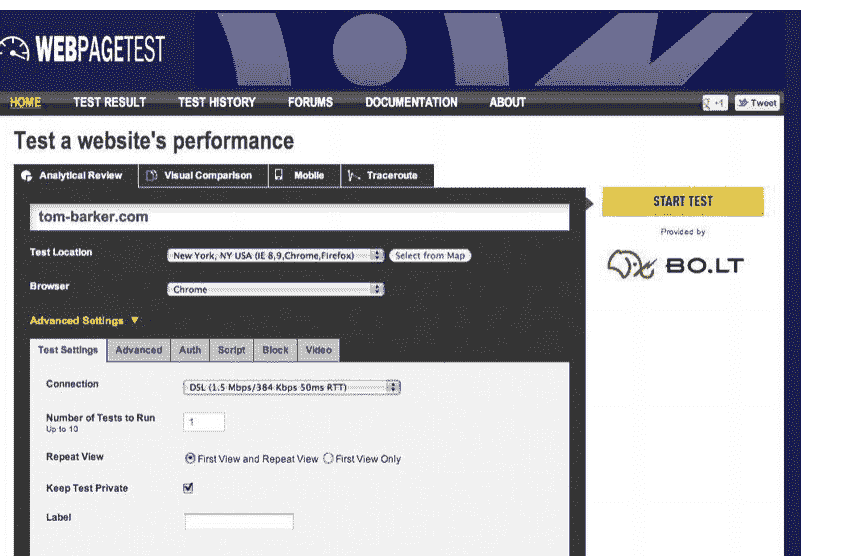 WEBPAGETEST
HOME TEST RESULT TEST HISTORY FORUMS DOCUMENTATION ABOUT +1 Tweet
Test a website's performance
Analytical Review Visual Comparison Mobile Traceroute
START TEST
tom-barker.com
Provided by
Test Location New York, NY USA (IE 8,9,Chrome,Firefox) Select from Map
BO.LT
Browser Chrome
Advanced Settings ▼
Test Settings Advanced Auth Script Block Video
Connection DSL (1.5 Mbps/384 Kbps 50ms RTT)
Number of Tests to Run 1
Up to 10
Repeat View First View and Repeat View First View Only
Keep Test Private
Label